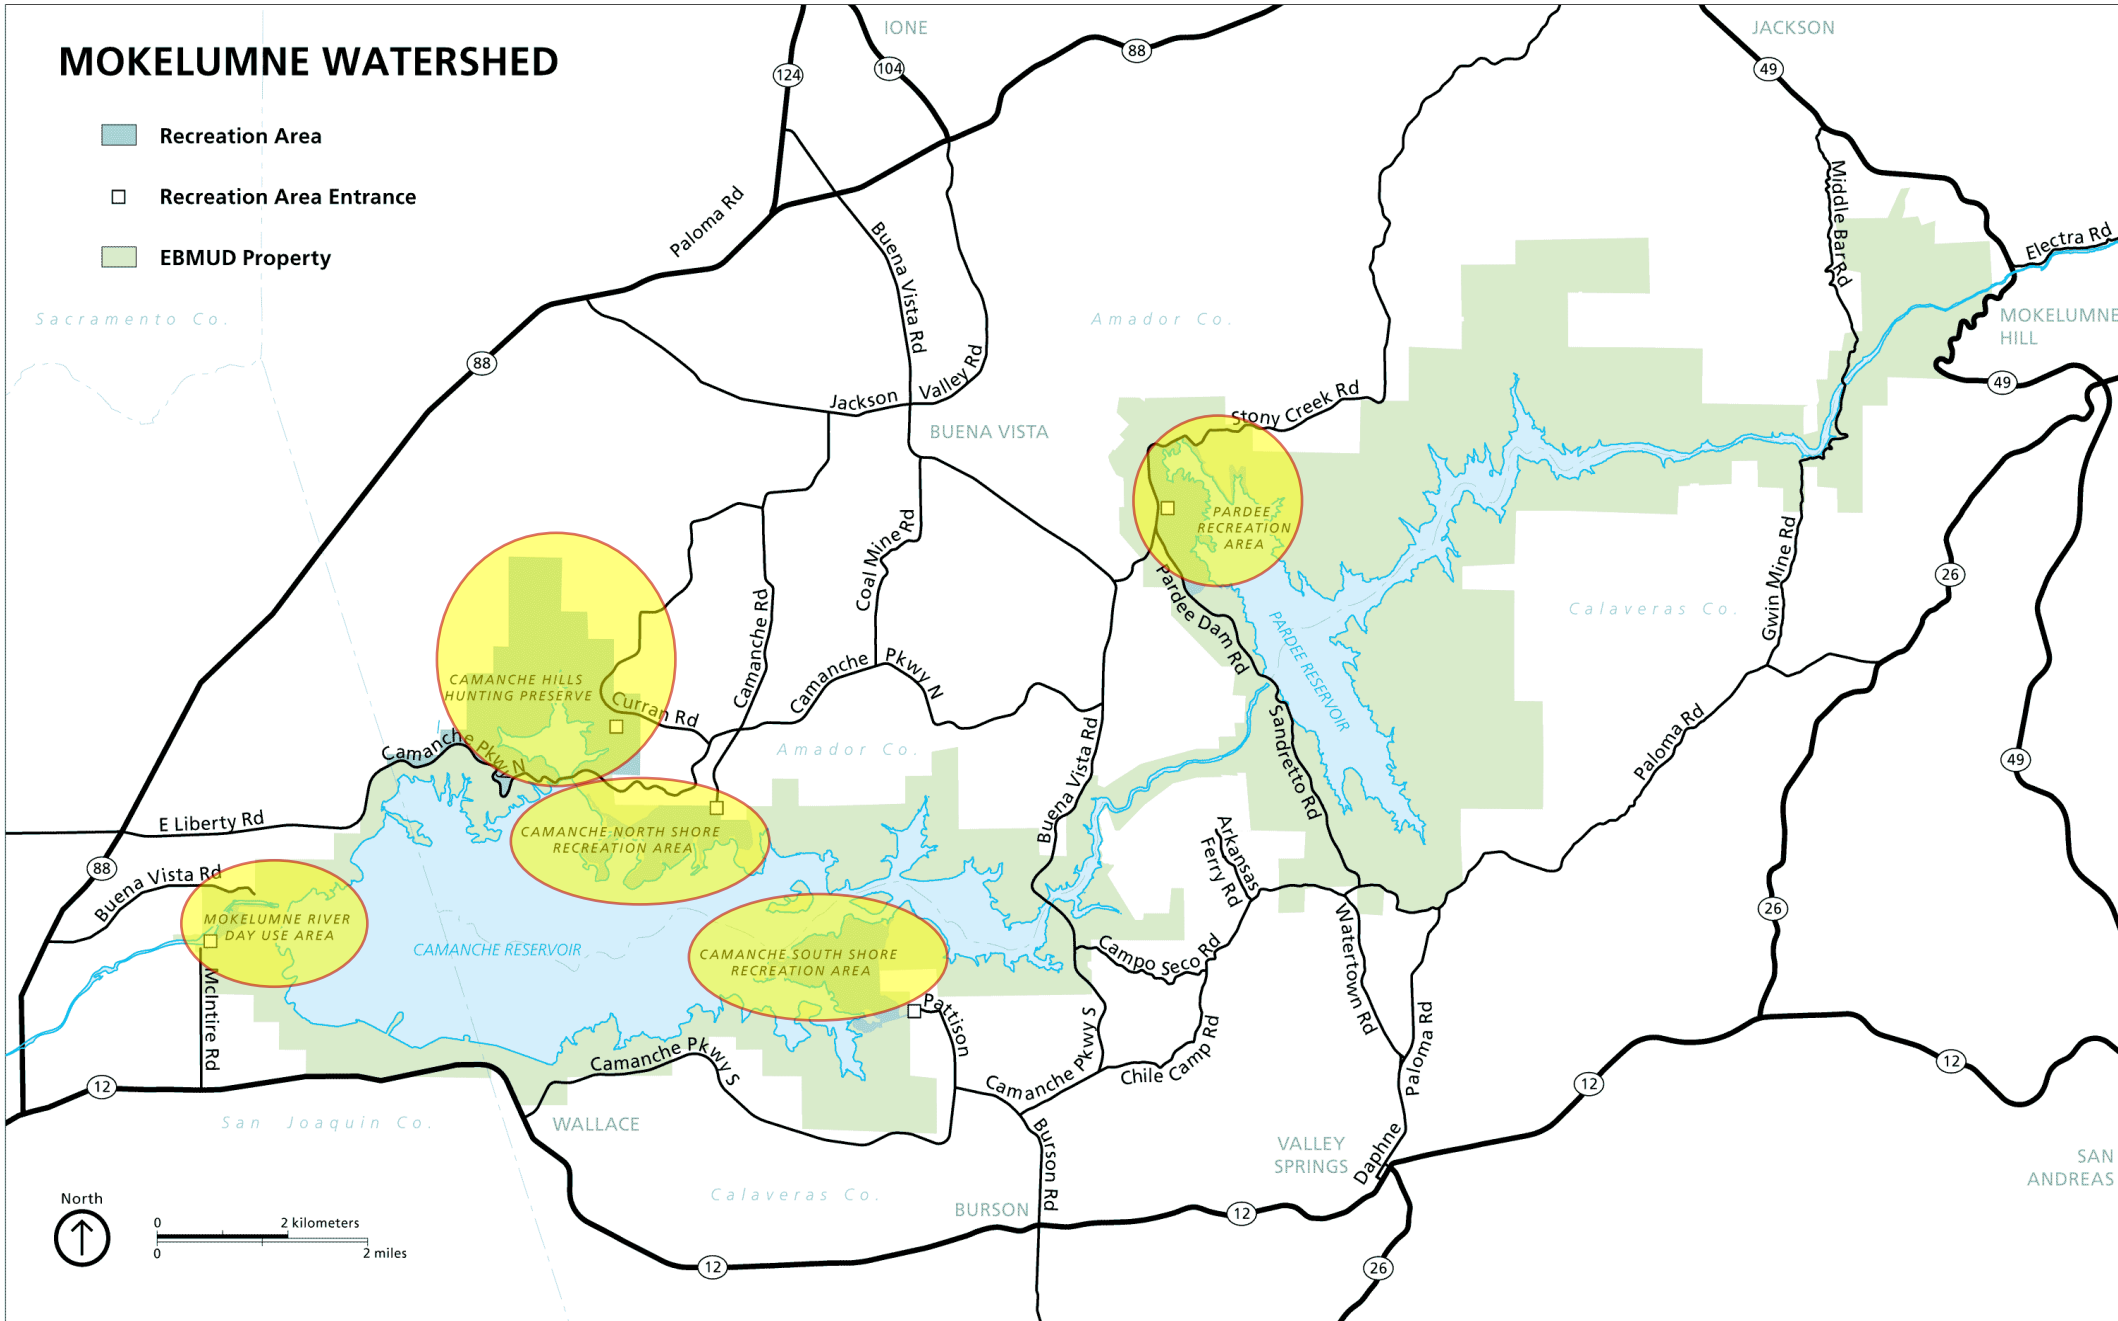 MOKELUMNE WATERSHED
Recreation Area
Recreation Area Entrance
EBMUD Property
IONE
JACKSON
124
104
88
49
Paloma Rd
Buena Vista Rd
Middle Bar Rd
Electra Rd
Sacramento Co.
Amador Co.
MOKELUMNE
HILL
88
49
Jackson Valley Rd
Stony Creek Rd
BUENA VISTA
PARDEE
RECREATION
AREA
Coal Mine Rd
Gwin Mine Rd
26
Pardee Dam Rd
Calaveras Co.
PARDEE RESERVOIR
Camanche Rd
Camanche Pkwy N
CAMANCHE HILLS
HUNTING PRESERVE
Curran Rd
Camanche Pkwy N
Amador Co.
Buena Vista Rd
Sandretto Rd
Paloma Rd
49
E Liberty Rd
CAMANCHE NORTH SHORE
RECREATION AREA
Arkansas
Ferry Rd
88
Buena Vista Rd
MOKELUMNE RIVER
DAY USE AREA
CAMANCHE RESERVOIR
CAMANCHE SOUTH SHORE
RECREATION AREA
Campo Seco Rd
Watertown Rd
26
McIntire Rd
Pattison
Camanche Pkwy S
Camanche Pkwy S
Chile Camp Rd
Paloma Rd
12
12
12
San Joaquin Co.
WALLACE
Burson Rd
VALLEY
SPRINGS
Daphne
SAN
ANDREAS
Calaveras Co.
BURSON
12
North
0
2 kilometers
0
2 miles
12
26